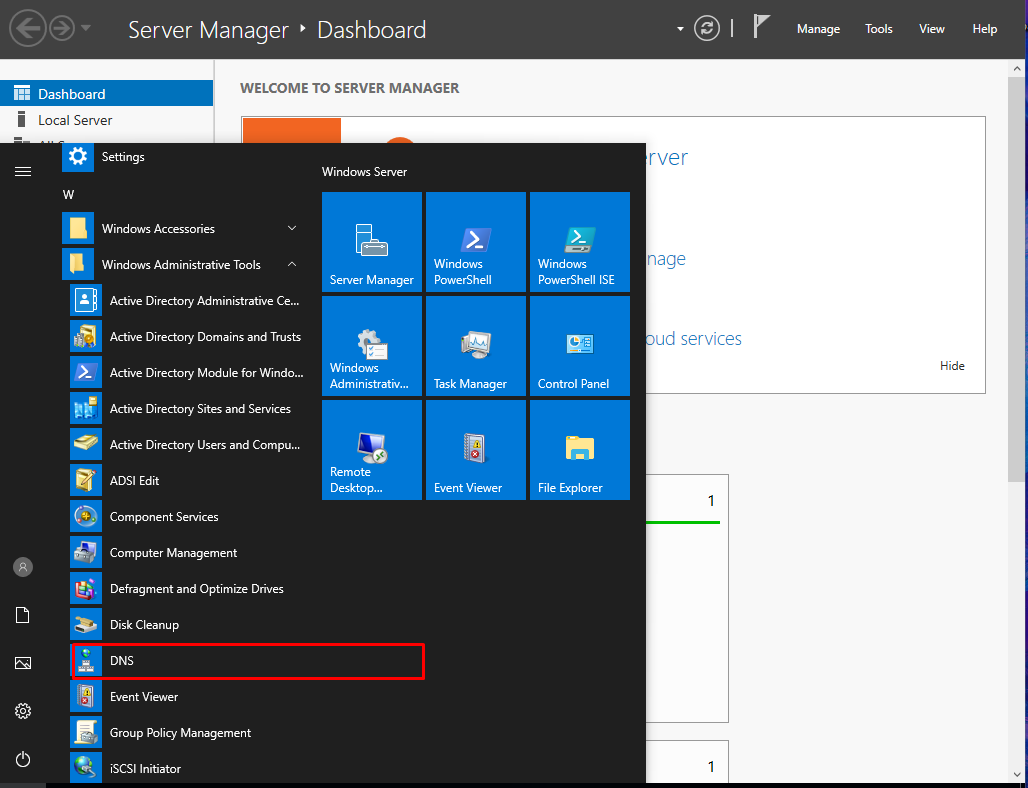 Server Manager
Dashboard
Manage
Tools
View
Help
Dashboard
Local Server
WELCOME TO SERVER MANAGER
Hide
1
1
Settings
W
Windows Accessories
Windows Administrative Tools
Active Directory Administrative Ce...
Active Directory Domains and Trusts
Active Directory Module for Windo...
Active Directory Sites and Services
Active Directory Users and Compu...
ADSI Edit
Component Services
Computer Management
Defragment and Optimize Drives
Disk Cleanup
DNS
Event Viewer
Group Policy Management
iSCSI Initiator
Windows Server
Server Manager
Windows
PowerShell
Windows
PowerShell ISE
Windows
Administrativ...
Task Manager
Control Panel
Remote
Desktop...
Event Viewer
File Explorer
rver
nage
oud services